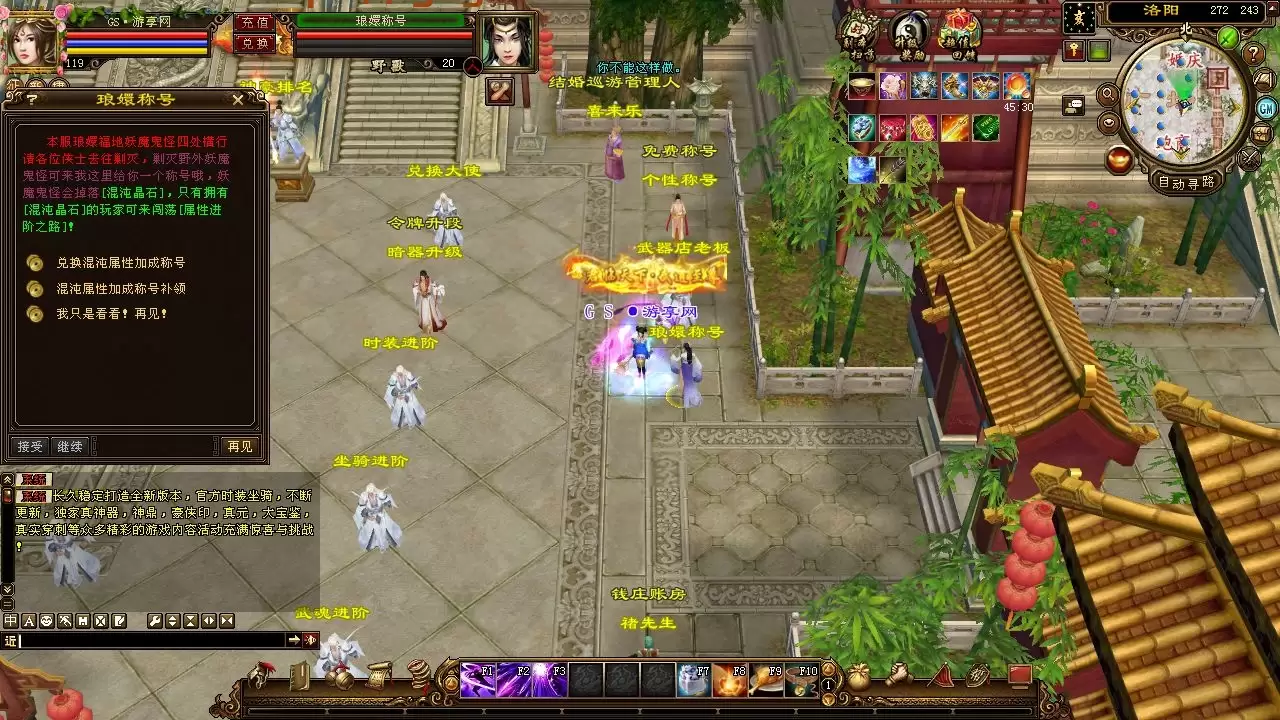 GS·游享网
119
充值
兑换
琅嬛称号
野寨
20
洛阳
272 243
北
婚庆
自动寻路
GM
45:30
琅嬛称号
本服琅嬛福地妖魔鬼怪四处横行
请各位侠士去往剿灭，剿灭野外妖魔
鬼怪可来我这里给你一个称号哦，妖
魔鬼怪会掉落[混沌晶石]，只有拥有
[混沌晶石]的玩家可来闯荡[属性进
阶之路]！
兑换混沌属性加成称号
混沌属性加成称号补领
我只是看看！再见！
接受
继续
再见
你不能这样做。
结婚巡游管理人
喜来乐
免费称号
个性称号
兑换大使
令牌升段
暗器升级
武器店老板
GS
游享网
琅嬛称号
时装进阶
坐骑进阶
武魂进阶
钱庄账房
褚先生
长久稳定打造全新版本，官方时装坐骑，不断
更新，独家真神器，神鼎，豪侠印，真元，大宝鉴，
真实穿刺等众多精彩的游戏内容活动充满惊喜与挑战
！
中
近
F1
F2
F3
F7
F8
F9
F10